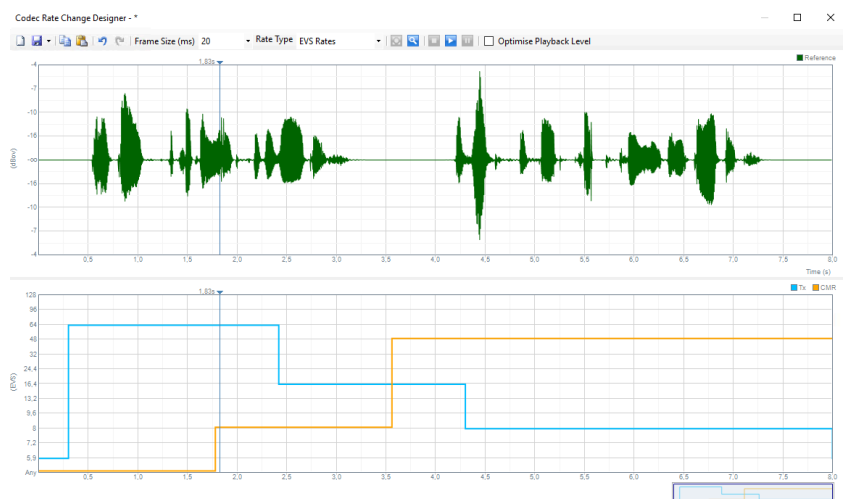 Codec Rate Change Designer - *
Frame Size (ms) 20 Rate Type EVS Rates Optimise Playback Level
1,83s Reference
-4
-7
-10
-16
(dBov) -oo
-16
-10
-7
-4
0,5 1,0 1,5 2,0 2,5 3,0 3,5 4,0 4,5 5,0 5,5 6,0 6,5 7,0 7,5 8,0
Time (s)
1,83s Tx CMR
128
96
64
48
32
24,4
(EVS) 16,4
13,2
9,6
8
7,2
5,9
Any
0,5 1,0 1,5 2,0 2,5 3,0 3,5 4,0 4,5 5,0 5,5 6,0 6,5 7,0 7,5 8,0